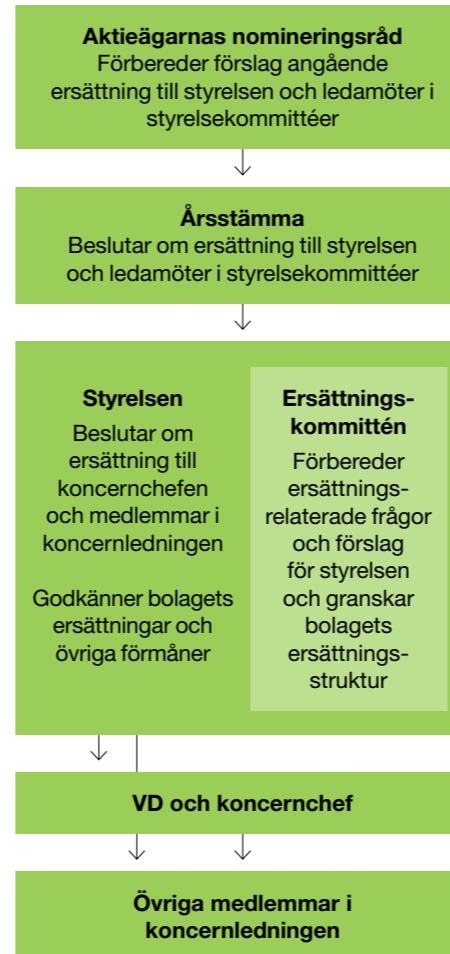 Aktieägarnas nomineringsråd
Förbereder förslag angående
ersättning till styrelsen och ledamöter i
styrelsekommittéer
Årsstämma
Beslutar om ersättning till styrelsen
och ledamöter i styrelsekommittéer
Styrelsen
Beslutar om
ersättning till
koncernchefen
och medlemmar i
koncernledningen
Godkänner bolagets
ersättningar och
övriga förmåner
Ersättnings-
kommittén
Förbereder
ersättnings-
relaterade frågor
och förslag
för styrelsen
och granskar
bolagets
ersättnings-
struktur
VD och koncernchef
Övriga medlemmar i
koncernledningen